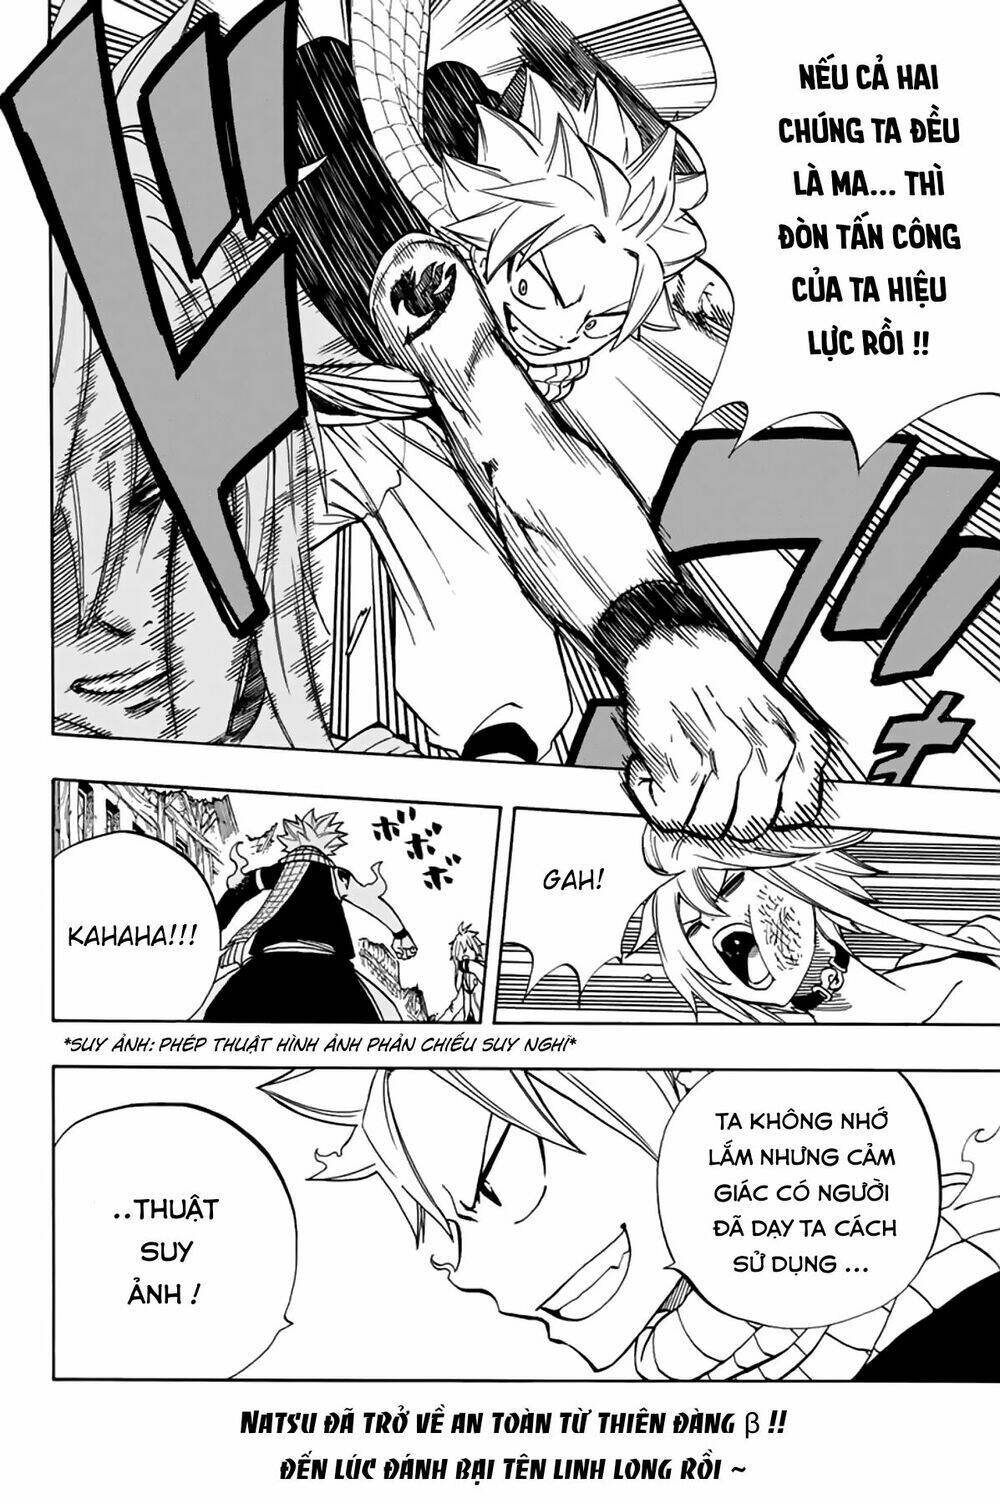 NẾU CẢ HAI
CHÚNG TA ĐỀU
LÀ MA... THÌ
ĐÒN TẤN CÔNG
CỦA TA HIỆU
LỰC RỒI !!
GAH!
KAHAHA!!!
ボボボ
*SUY ẢNH: PHÉP THUẬT HÌNH ẢNH PHẢN CHIẾU SUY NGHĨ*
TA KHÔNG NHỚ
LẮM NHƯNG CẢM
GIÁC CÓ NGƯỜI
ĐÃ DẠY TA CÁCH
SỬ DỤNG ...
..THUẬT
SUY
ẢNH !
NATSU ĐÃ TRỞ VỀ AN TOÀN TỪ THIÊN ĐÀNG β !!
ĐẾN LÚC ĐÁNH BẠI TÊN LINH LONG RỒI ~